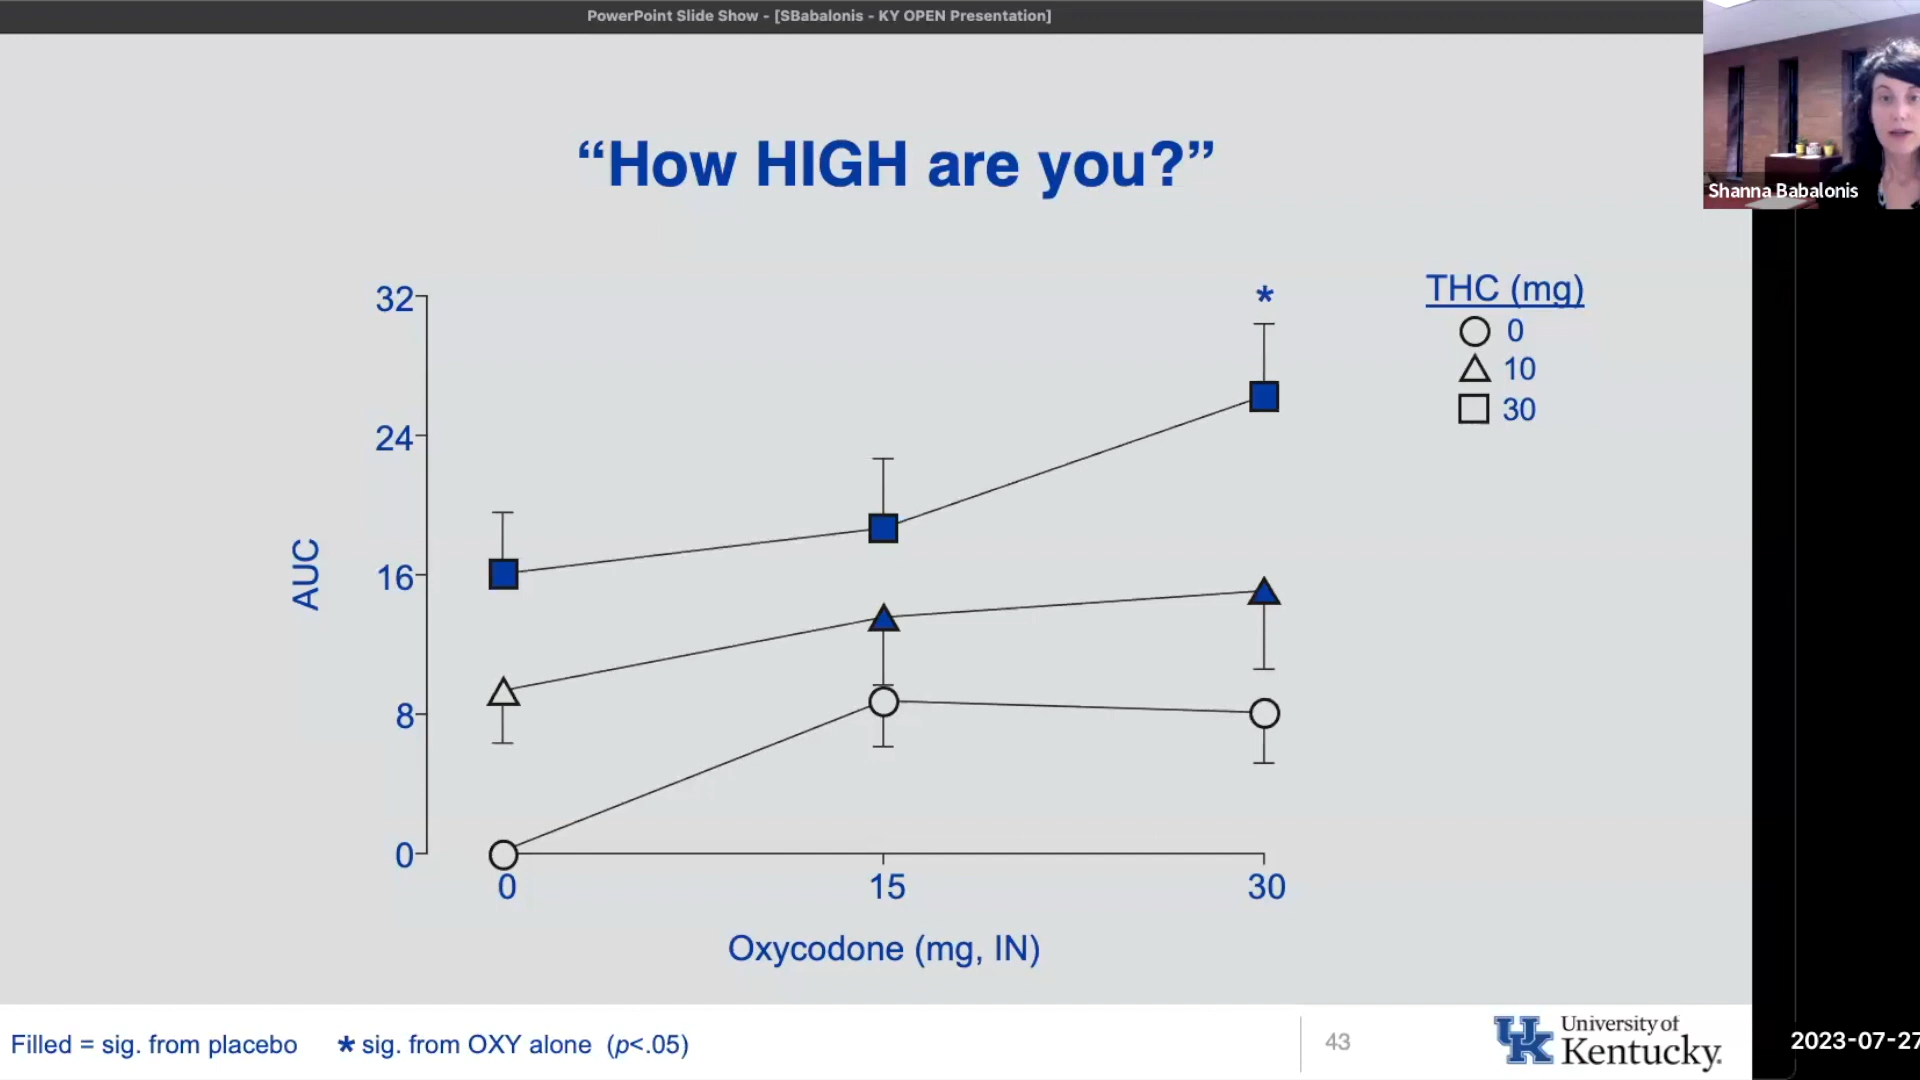 PowerPoint Slide Show - [SBabalonis - KY OPEN Presentation]
Shanna Babalonis
“How HIGH are you?”
THC (mg)
0
10
30
32
24
16
8
0
AUC
*
0 15 30
Oxycodone (mg, IN)
Filled = sig. from placebo * sig. from OXY alone (p<.05)
43
UK
University of
Kentucky.
2023-07-27